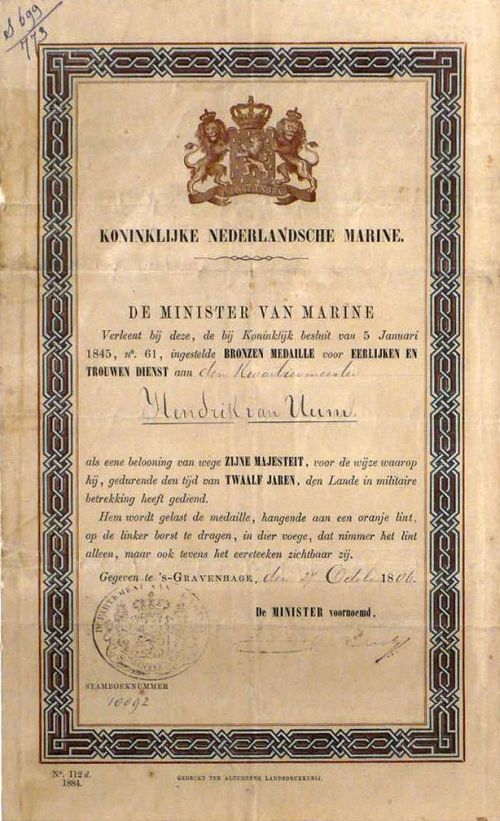 S 699
773
KONINKLIJKE NEDERLANDSCHE MARINE.
DE MINISTER VAN MARINE
Verleent bij deze, de bij Koninklijk besluit van 5 Januari
1845, nº. 61, ingestelde BRONZEN MEDAILLE voor EERLIJKEN EN
TROUWEN DIENST aan den Kwartiermeester
Hendrik van Uum.
als eene belooning van wege ZIJNE MAJESTEIT, voor de wijze waarop
hij, gedurende den tijd van TWAALF JAREN, den Lande in militaire
betrekking heeft gediend.
Hem wordt gelast de medaille, hangende aan een oranje lint,
op de linker borst te dragen, in dier voege, dat nimmer het lint
alleen, maar ook tevens het eereteeken zichtbaar zij.
Gegeven te 's-GRAVENHAGE, den 27 October 1886.
De MINISTER voornoemd,
DEPARTEMENT VAN
STAMBOEKNUMMER
10092
Nº. 112 d.
1884.
GEDRUKT TER ALGEMEENE LANDSDRUKKERIJ.